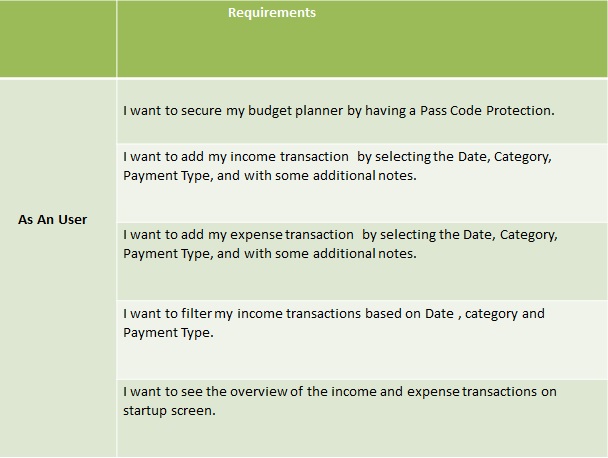 Requirements
I want to secure my budget planner by having a Pass Code Protection.
I want to add my income transaction by selecting the Date, Category,
Payment Type, and with some additional notes.
As An User
I want to add my expense transaction by selecting the Date, Category,
Payment Type, and with some additional notes.
I want to filter my income transactions based on Date , category and
Payment Type.
I want to see the overview of the income and expense transactions on
startup screen.